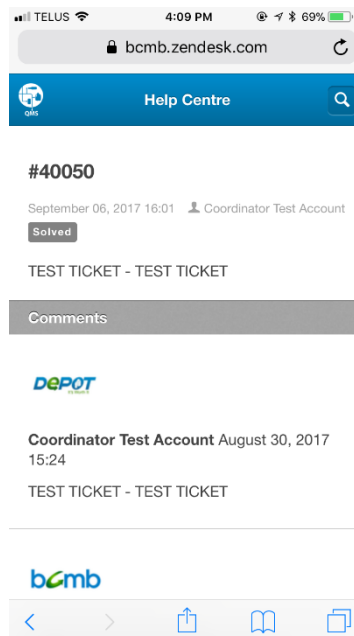 TELUS 4:09 PM 69%
bcmb.zendesk.com
QMS Help Centre
#40050
September 06, 2017 16:01 Coordinator Test Account
Solved
TEST TICKET - TEST TICKET
Comments
DePOT
Coordinator Test Account August 30, 2017
15:24
TEST TICKET - TEST TICKET
bcmb